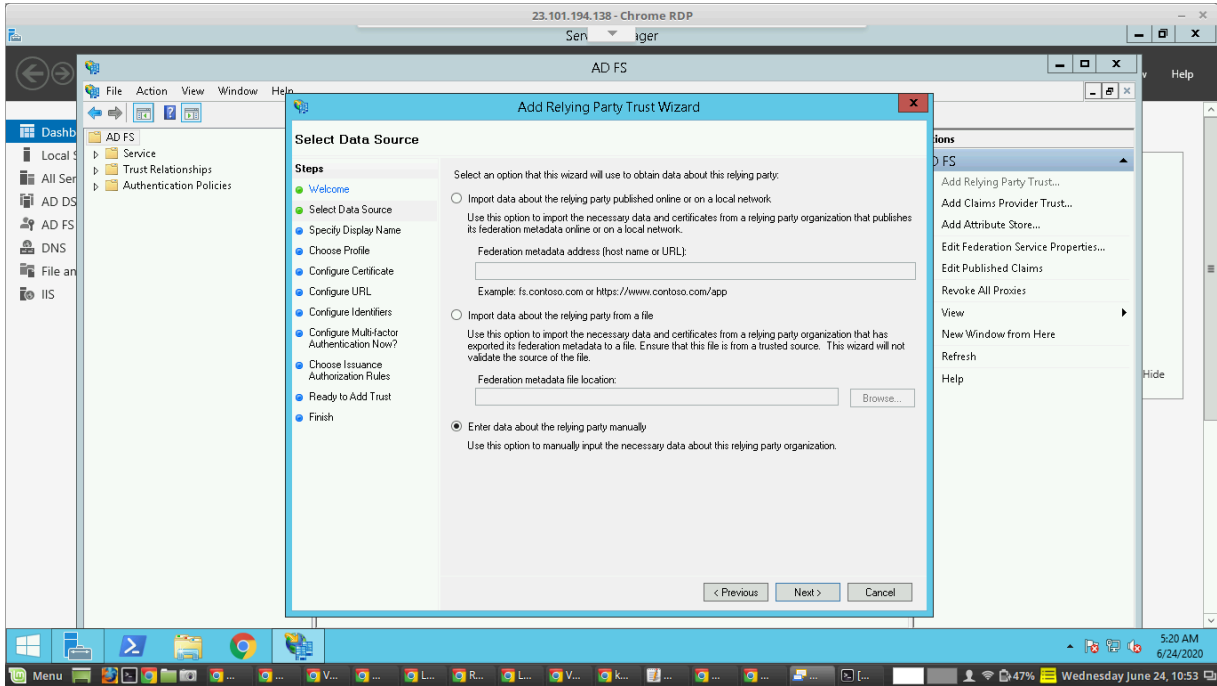 23.101.194.138 - Chrome RDP
Ser ager
Help
AD FS
File Action View Window Help
Dashb
Local S
All Ser
AD DS
AD FS
DNS
File an
IIS
AD FS
Service
Trust Relationships
Authentication Policies
Add Relying Party Trust Wizard
Select Data Source
Steps
Welcome
Select Data Source
Specify Display Name
Choose Profile
Configure Certificate
Configure URL
Configure Identifiers
Configure Multi-factor
Authentication Now?
Choose Issuance
Authorization Rules
Ready to Add Trust
Finish
Select an option that this wizard will use to obtain data about this relying party:
Import data about the relying party published online or on a local network
Use this option to import the necessary data and certificates from a relying party organization that publishes
its federation metadata online or on a local network.
Federation metadata address (host name or URL):
Example: fs.contoso.com or https://www.contoso.com/app
Import data about the relying party from a file
Use this option to import the necessary data and certificates from a relying party organization that has
exported its federation metadata to a file. Ensure that this file is from a trusted source. This wizard will not
validate the source of the file.
Federation metadata file location:
Browse...
Enter data about the relying party manually
Use this option to manually input the necessary data about this relying party organization.
< Previous Next > Cancel
ions
FS
Add Relying Party Trust...
Add Claims Provider Trust...
Add Attribute Store...
Edit Federation Service Properties...
Edit Published Claims
Revoke All Proxies
View
New Window from Here
Refresh
Help
Hide
5:20 AM
6/24/2020
Menu
g... g... g V... g... g L... g R... g L... g V... g k... ... g... g... ... [...
47% Wednesday June 24, 10:53